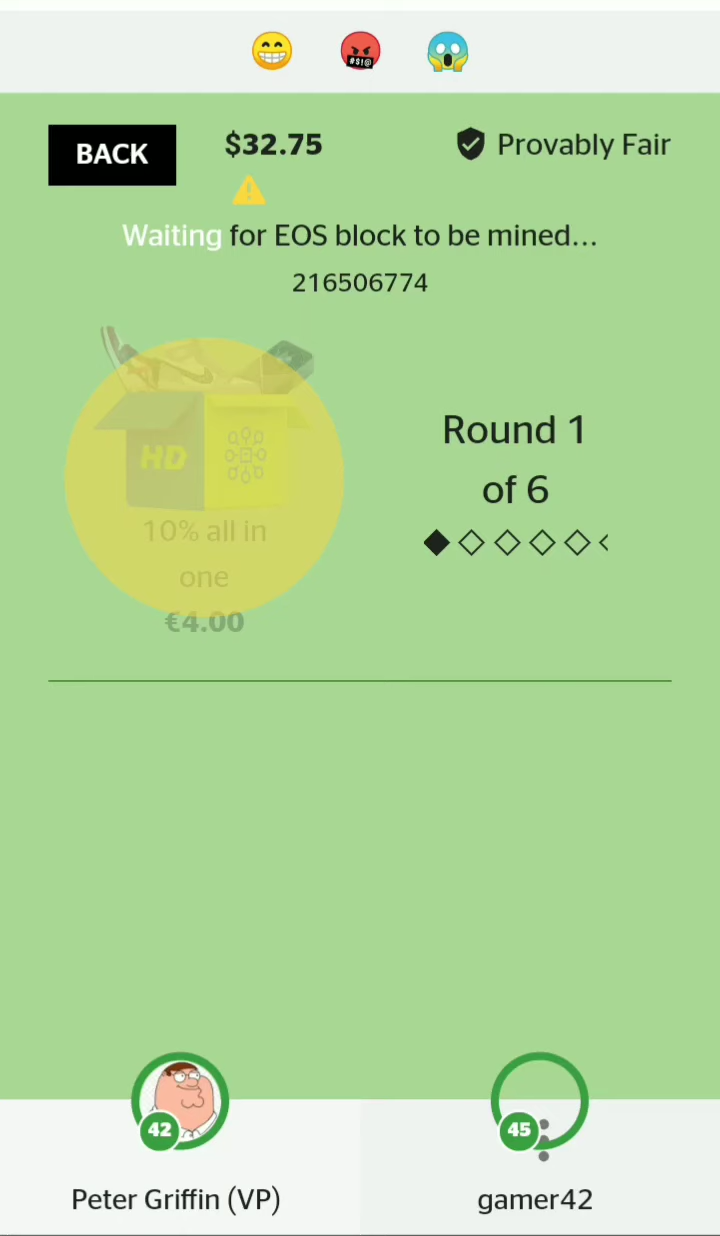 BACK
$32.75
Provably Fair
Waiting for EOS block to be mined...
216506774
HD
10% all in
one
€4.00
Round 1
of 6
42
45
Peter Griffin (VP)
gamer42